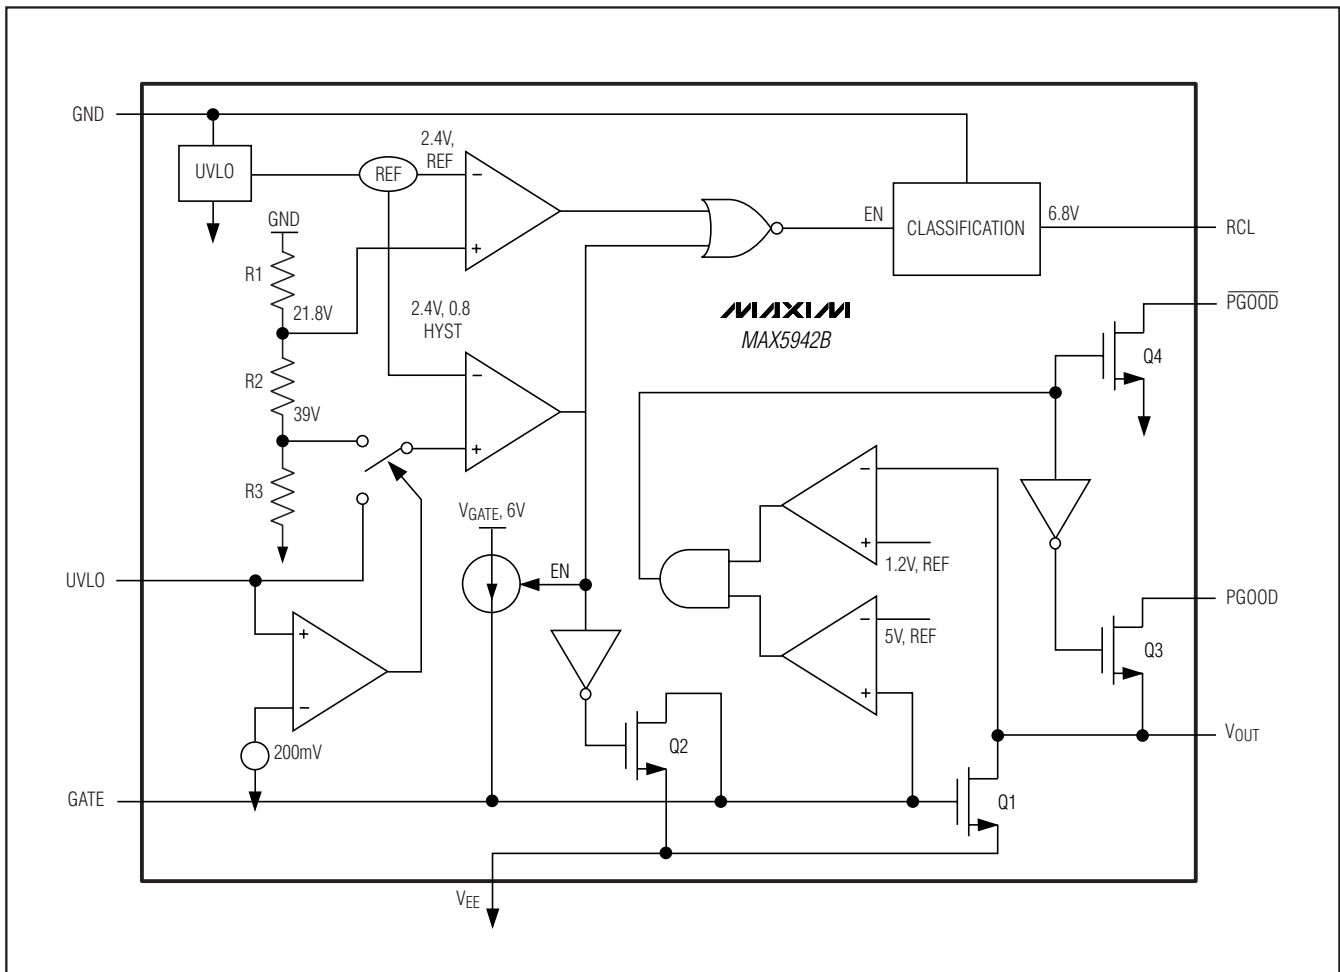 GND
2.4V,
REF
UVLO
REF
GND
EN
CLASSIFICATION
6.8V
RCL
R1
21.8V
2.4V, 0.8
HYST
MAXIM
MAX5942B
PGOOD
Q4
R2
39V
R3
VGATE, 6V
1.2V, REF
UVLO
EN
PGOOD
5V, REF
Q3
200mV
Q2
VOUT
GATE
Q1
VEE